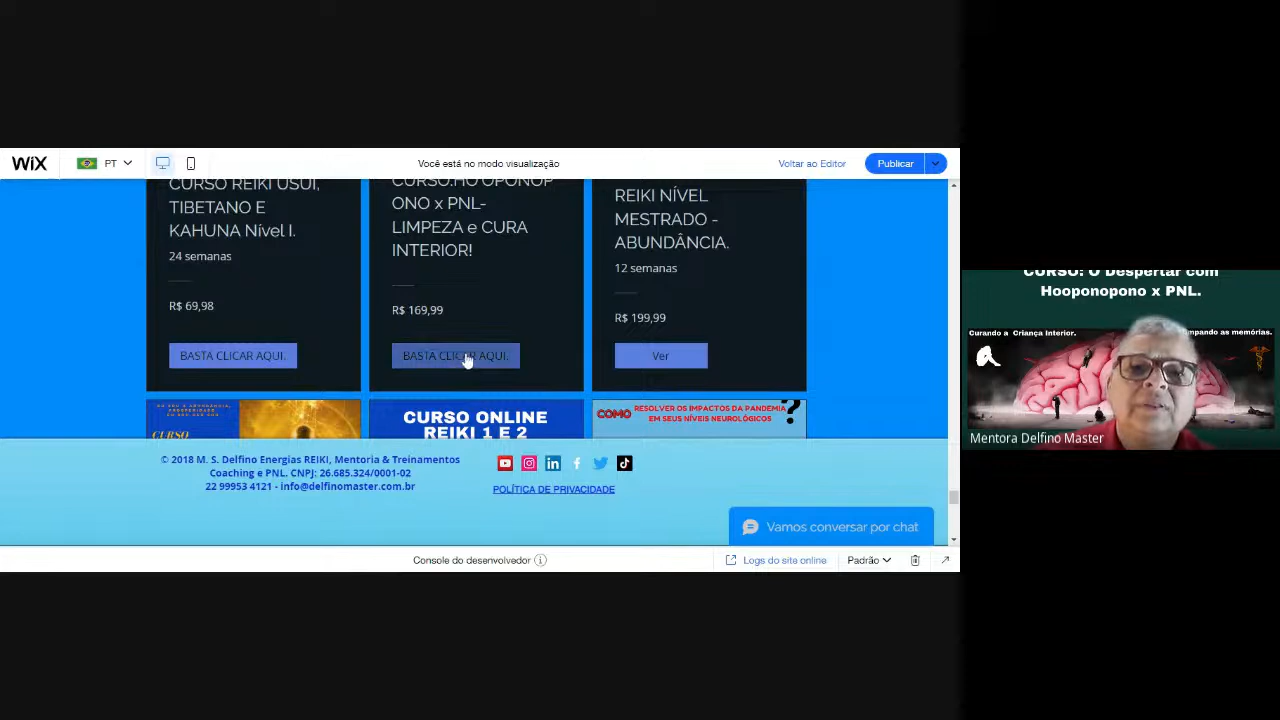 WiX
PT
Você está no modo visualização
Voltar ao Editor
Publicar
CURSO REIKI USUI,
TIBETANO E
KAHUNA Nível I.
24 semanas
R$ 69,98
BASTA CLICAR AQUI.
CURSO:HO'OPONOP
ONO x PNL-
LIMPEZA e CURA
INTERIOR!
R$ 169,99
BASTA CLICAR AQUI.
REIKI NÍVEL
MESTRADO -
ABUNDÂNCIA.
12 semanas
R$ 199,99
Ver
CURSO
CURSO ONLINE
REIKI 1 E 2
COMO RESOLVER OS IMPACTOS DA PANDEMIA
EM SEUS NÍVEIS NEUROLÓGICOS ?
© 2018 M. S. Delfino Energías REIKI, Mentoria & Treinamentos
Coaching e PNL. CNPJ: 26.685.324/0001-02
22 99953 4121 - info@delfinomaster.com.br
POLÍTICA DE PRIVACIDADE
Vamos conversar por chat
Console do desenvolvedor
Logs do site online
Padrão
CURSO: O Despertar com
Hooponopono x PNL.
Curando a Criança Interior.
mpando as memórias.
Mentora Delfino Master